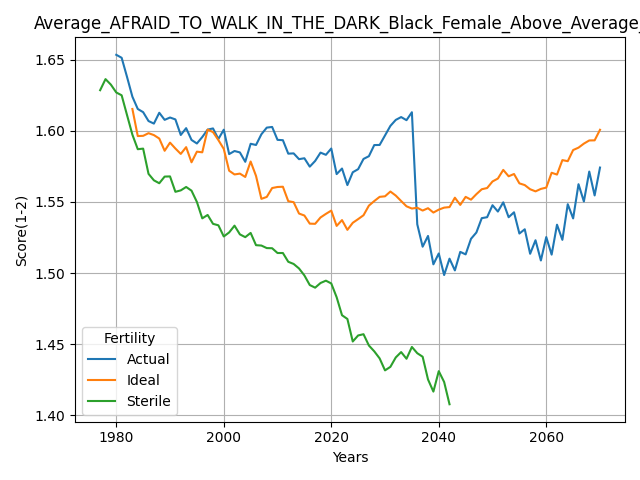 Average_AFRAID_TO_WALK_IN_THE_DARK_Black_Female_Above_Average_
Score(1-2)
1.65
1.60
1.55
1.50
1.45
1.40
Fertility
Actual
Ideal
Sterile
1980 2000 2020 2040 2060
Years